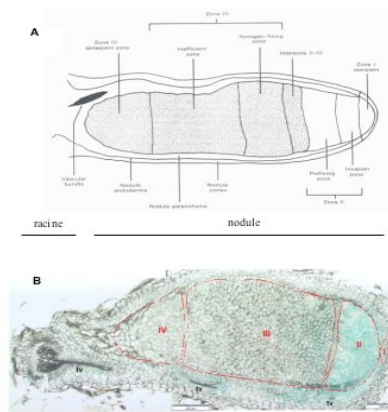 Zone III
A
Zone IV
senescent zone
Inefficient
zone
Nitrogen-fixing
zone
Interzone II-III
Zone I
meristem
Vascular
bundle
Nodule
endodermis
Nodule parenchyma
Nodule
cortex
Prefixing
zone
Invasion
zone
Zone II
racine
nodule
B
IV
III
II
tv
tv
tv